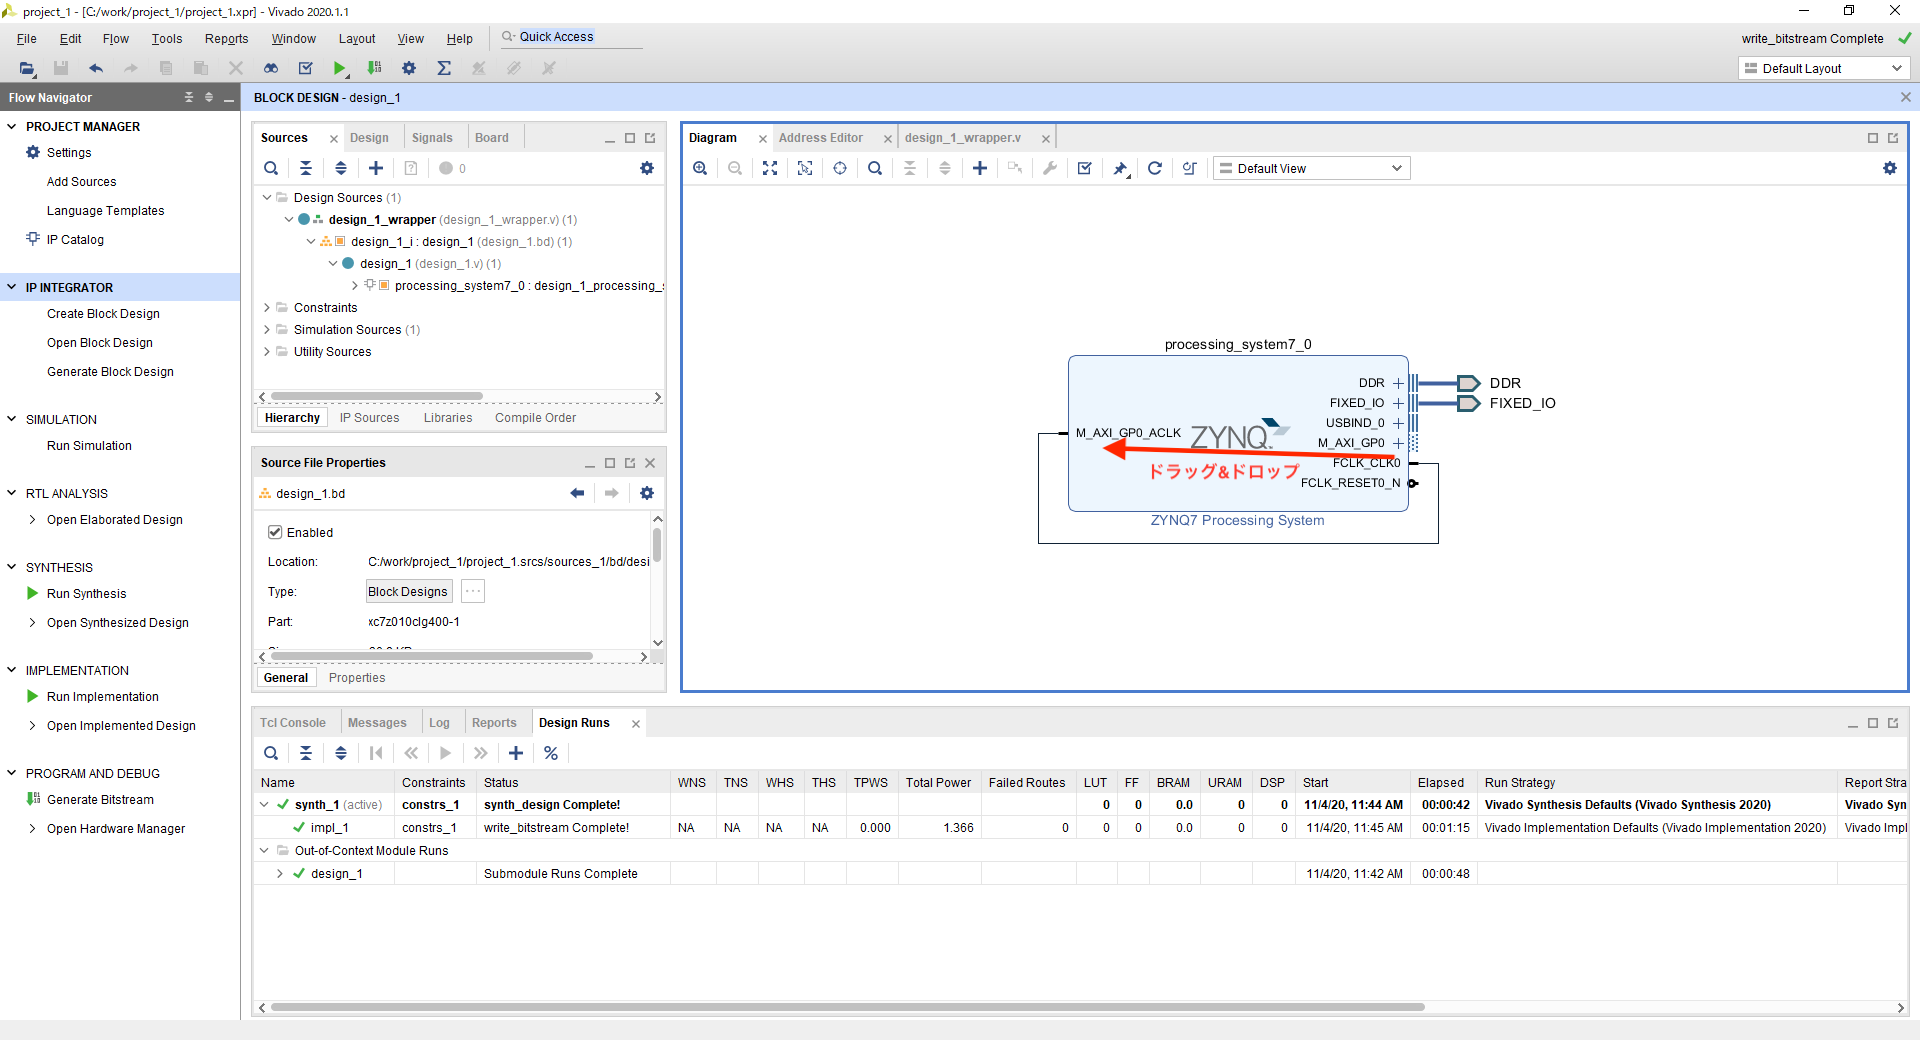 project_1 - [C:/work/project_1/project_1.xpr] - Vivado 2020.1.1
File Edit Flow Tools Reports Window Layout View Help Quick Access
write_bitstream Complete
Default Layout
Flow Navigator
PROJECT MANAGER
Settings
Add Sources
Language Templates
IP Catalog
IP INTEGRATOR
Create Block Design
Open Block Design
Generate Block Design
SIMULATION
Run Simulation
RTL ANALYSIS
Open Elaborated Design
SYNTHESIS
Run Synthesis
Open Synthesized Design
IMPLEMENTATION
Run Implementation
Open Implemented Design
PROGRAM AND DEBUG
Generate Bitstream
Open Hardware Manager
BLOCK DESIGN - design_1
Sources Design Signals Board
0
Design Sources (1)
design_1_wrapper (design_1_wrapper.v) (1)
design_1_i : design_1 (design_1.bd) (1)
design_1 (design_1.v) (1)
processing_system7_0 : design_1_processing_s
Constraints
Simulation Sources (1)
Utility Sources
Hierarchy IP Sources Libraries Compile Order
Source File Properties
design_1.bd
Enabled
Location: C:/work/project_1/project_1.srcs/sources_1/bd/desi
Type: Block Designs ...
Part: xc7z010clg400-1
General Properties
Diagram Address Editor design_1_wrapper.v
Default View
processing_system7_0
DDR
FIXED_IO
USBIND_0
M_AXI_GP0
FCLK_CLK0
FCLK_RESET0_N
M_AXI_GP0_ACLK
ZYNQ
ドラッグ&ドロップ
ZYNQ7 Processing System
DDR
FIXED_IO
Tcl Console Messages Log Reports Design Runs
Name Constraints Status WNS TNS WHS THS TPWS Total Power Failed Routes LUT FF BRAM URAM DSP Start Elapsed Run Strategy Report Stra
synth_1 (active) constrs_1 synth_design Complete! 0 0 0.0 0 0 11/4/20, 11:44 AM 00:00:42 Vivado Synthesis Defaults (Vivado Synthesis 2020) Vivado Syn
impl_1 constrs_1 write_bitstream Complete! NA NA NA NA 0.000 1.366 0 0 0 0.0 0 0 11/4/20, 11:45 AM 00:01:15 Vivado Implementation Defaults (Vivado Implementation 2020) Vivado Impl
Out-of-Context Module Runs
design_1 Submodule Runs Complete 11/4/20, 11:42 AM 00:00:48